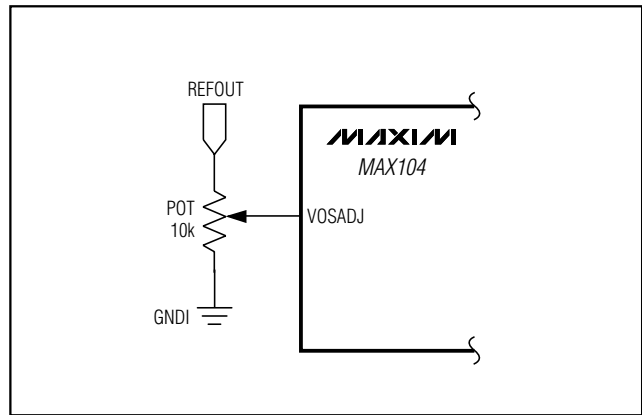 REFOUT
MAXIM
MAX104
POT
10k
VOSADJ
GNDI